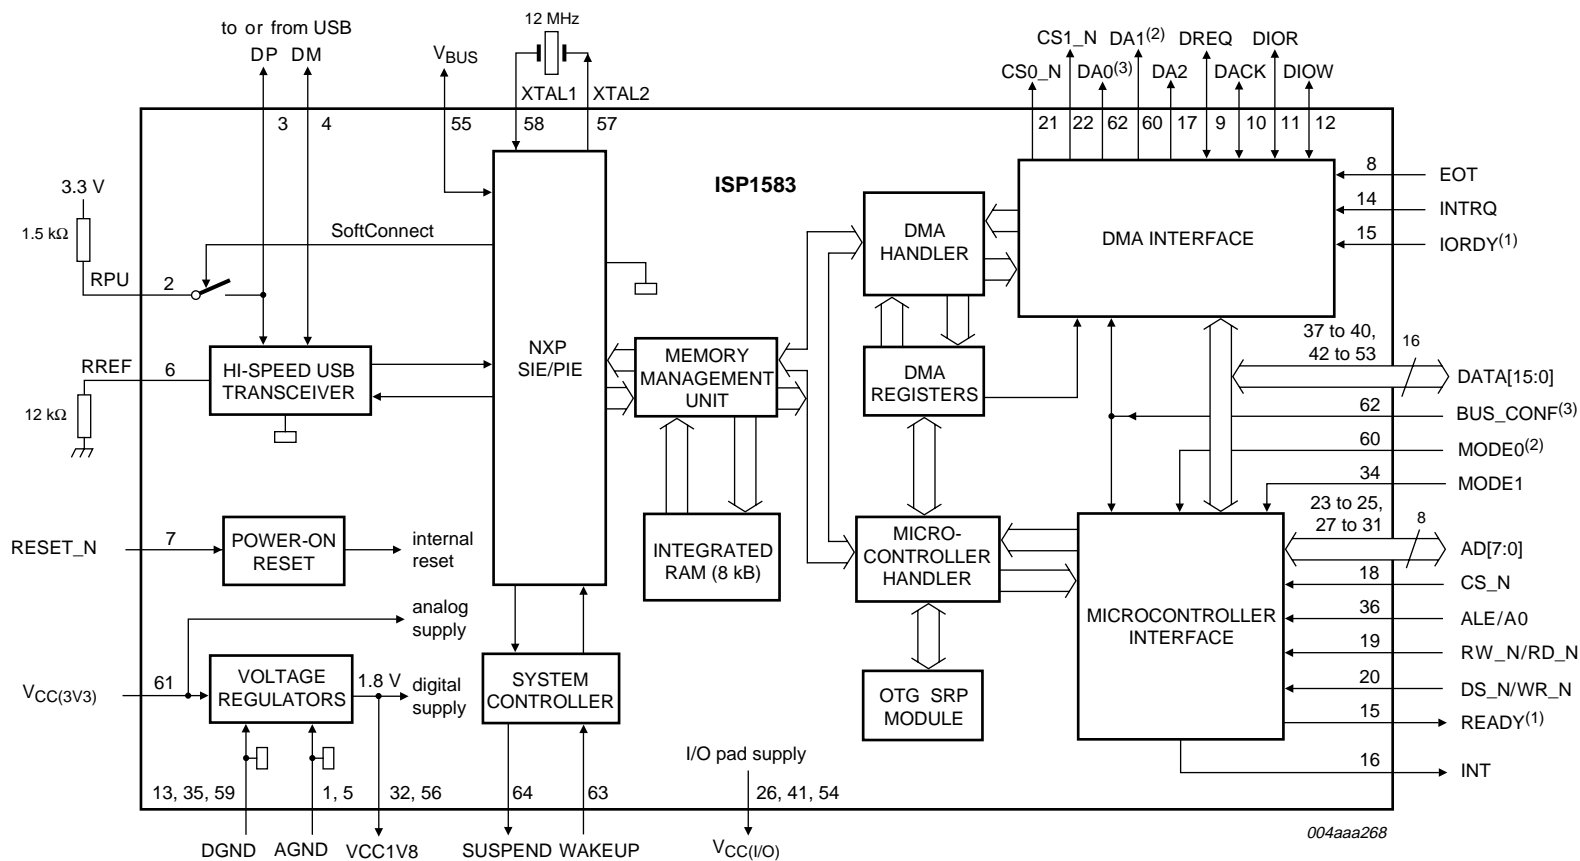 to or from USB
DP DM
12 MHz
VBUS
XTAL1 XTAL2
CS1_N DA1(2) DREQ DIOR
CS0_N DA0(3) DA2 DACK DIOW
3 4 55 58 57
21 22 62 60 17 9 10 11 12
ISP1583
3.3 V
1.5 kΩ
RPU
2
SoftConnect
8 EOT
14 INTRQ
15 IORDY(1)
DMA
HANDLER
DMA INTERFACE
RREF
6
12 kΩ
HI-SPEED USB
TRANSCEIVER
NXP
SIE/PIE
MEMORY
MANAGEMENT
UNIT
DMA
REGISTERS
37 to 40,
42 to 53
16
DATA[15:0]
62 BUS_CONF(3)
60 MODE0(2)
34 MODE1
RESET_N
7
POWER-ON
RESET
internal
reset
INTEGRATED
RAM (8 kB)
MICRO-
CONTROLLER
HANDLER
MICROCONTROLLER
INTERFACE
23 to 25,
27 to 31
8
AD[7:0]
18 CS_N
36 ALE/A0
19 RW_N/RD_N
20 DS_N/WR_N
15 READY(1)
16 INT
analog
supply
VCC(3V3)
61
VOLTAGE
REGULATORS
1.8 V
digital
supply
SYSTEM
CONTROLLER
OTG SRP
MODULE
I/O pad supply
13, 35, 59 1, 5 32, 56 64 63 26, 41, 54
DGND AGND VCC1V8 SUSPEND WAKEUP VCC(I/O)
004aaa268